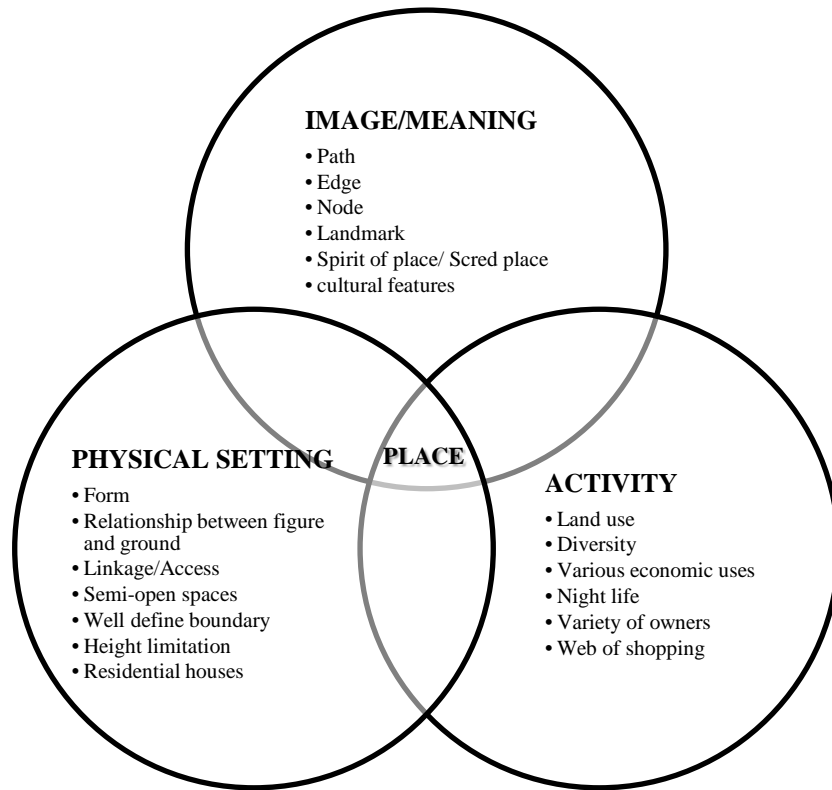 IMAGE/MEANING
• Path
• Edge
• Node
• Landmark
• Spirit of place/ Scred place
• cultural features
PHYSICAL SETTING
• Form
• Relationship between figure
and ground
• Linkage/Access
• Semi-open spaces
• Well define boundary
• Height limitation
• Residential houses
PLACE
ACTIVITY
• Land use
• Diversity
• Various economic uses
• Night life
• Variety of owners
• Web of shopping